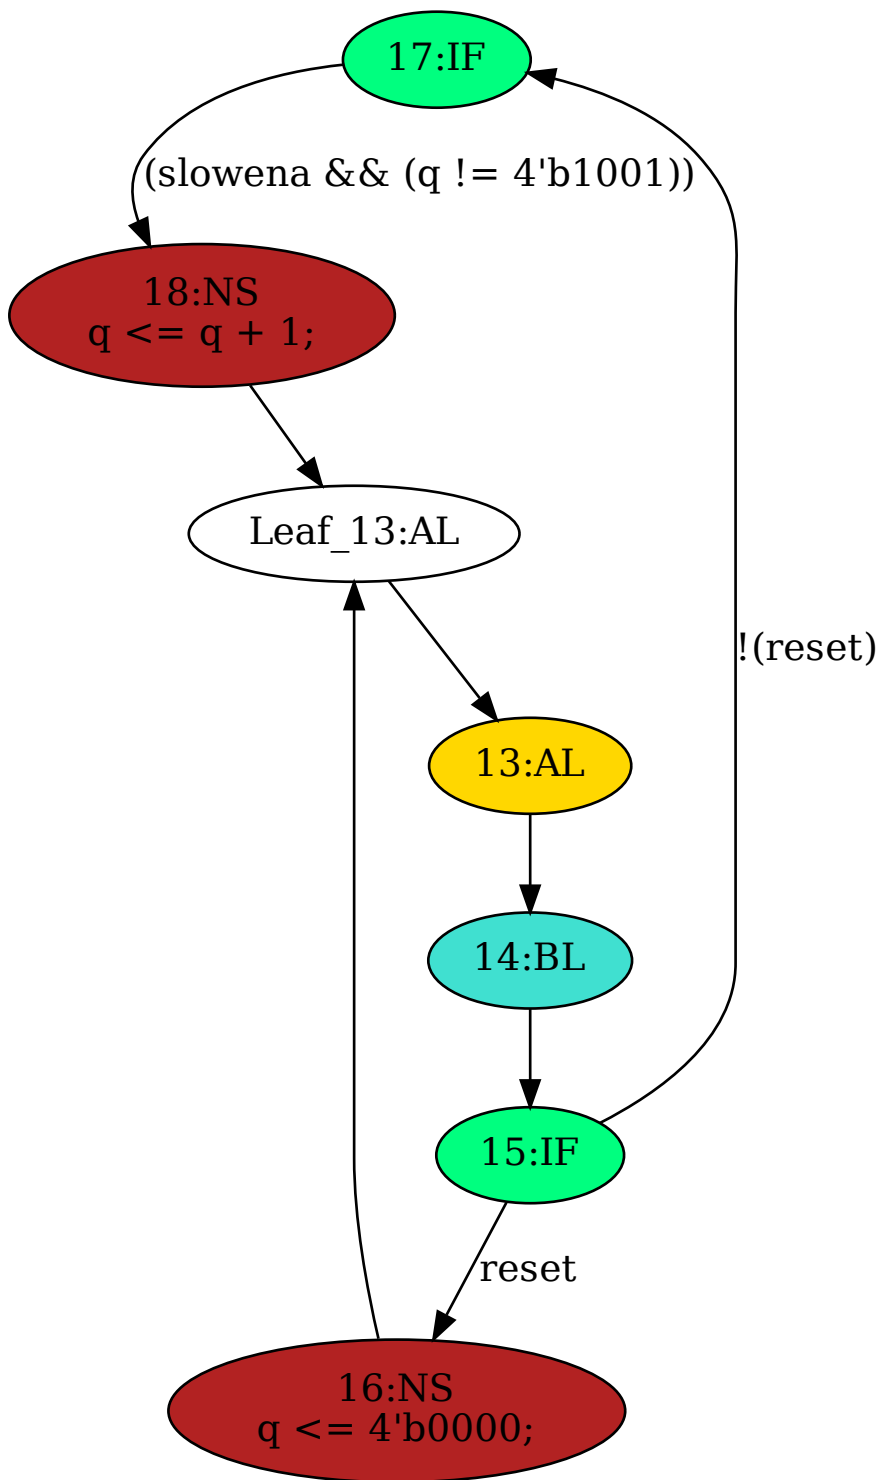 17:IF
(slowena && (q != 4'b1001))
18:NS
q <= q + 1;
Leaf_13:AL
!(reset)
13:AL
14:BL
15:IF
reset
16:NS
q <= 4'b0000;